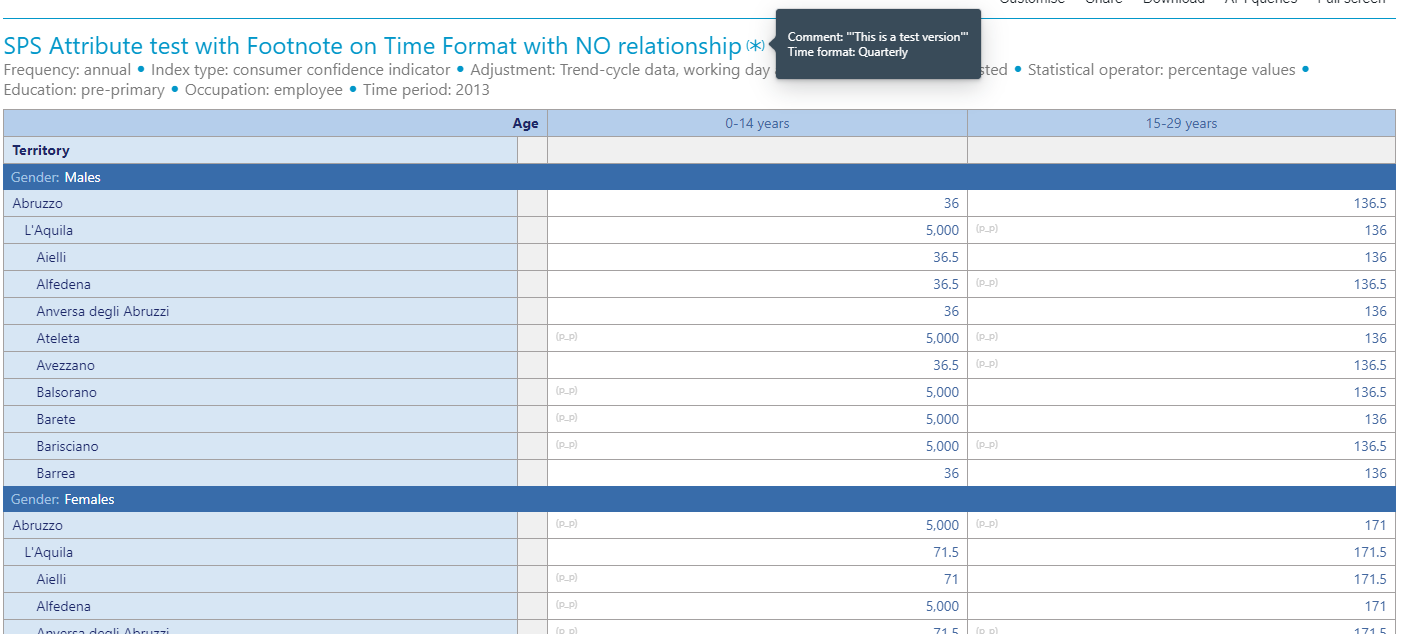 Customise Share Download API queries Full screen
SPS Attribute test with Footnote on Time Format with NO relationship (*)
Comment: "'This is a test version'"
Time format: Quarterly
Frequency: annual • Index type: consumer confidence indicator • Adjustment: Trend-cycle data, working day sted • Statistical operator: percentage values •
Education: pre-primary • Occupation: employee • Time period: 2013
Age 0-14 years 15-29 years
Territory
Gender: Males
Abruzzo 36 136.5
L'Aquila 5,000 (p_p) 136
Aielli 36.5 136
Alfedena 36.5 (p_p) 136.5
Anversa degli Abruzzi 36 136
Ateleta (p_p) 5,000 (p_p) 136
Avezzano 36.5 (p_p) 136.5
Balsorano (p_p) 5,000 136.5
Barete (p_p) 5,000 136
Barisciano (p_p) 5,000 (p_p) 136.5
Barrea 36 136
Gender: Females
Abruzzo (p_p) 5,000 (p_p) 171
L'Aquila 71.5 171.5
Aielli (p_p) 71 171.5
Alfedena (p_p) 5,000 171
Anversa degli Abruzzi (p_p) 71.5 (p_p) 171.5